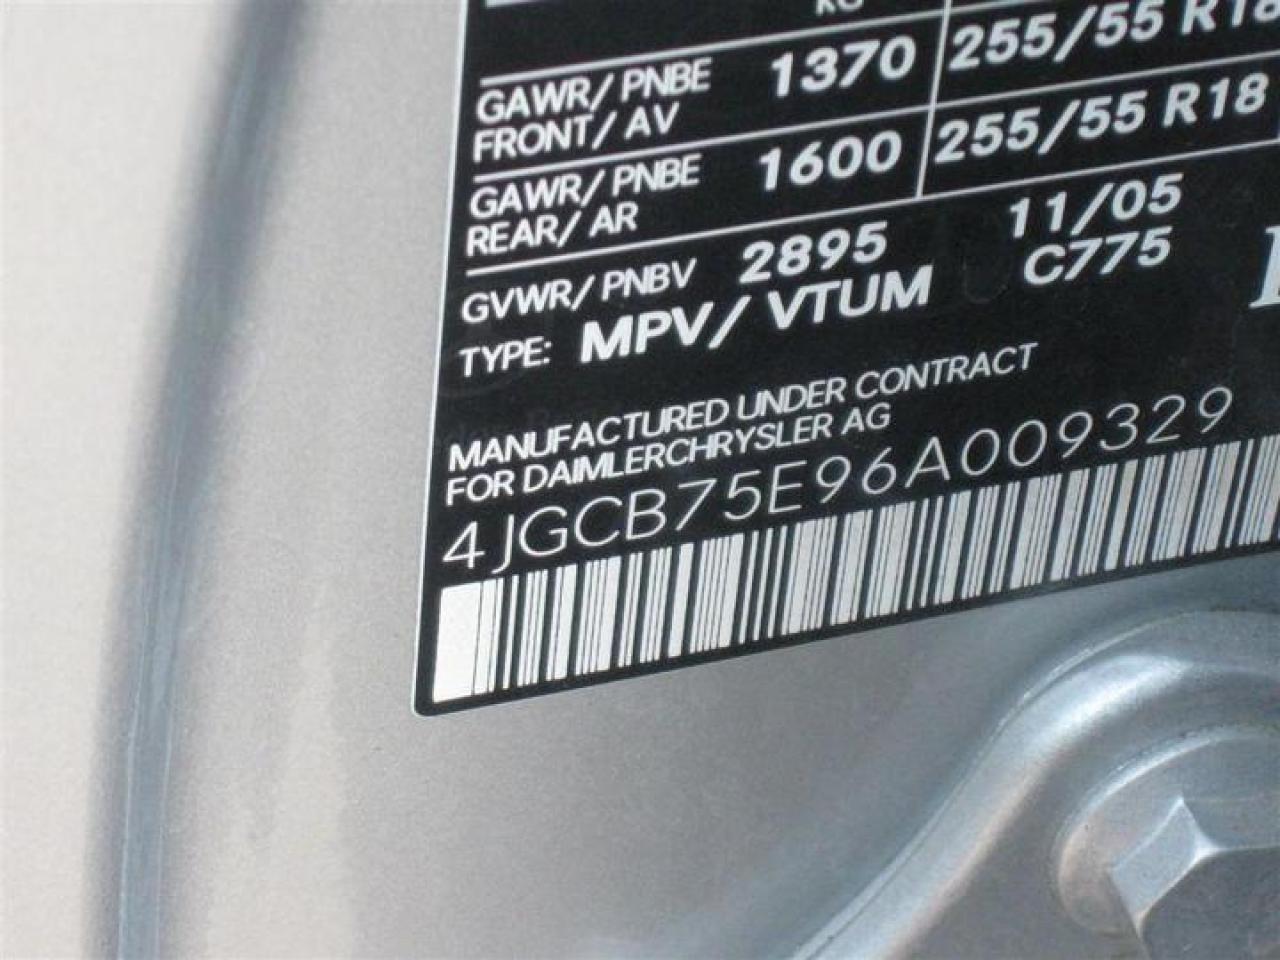 KG
GAWR/PNBE 1370 255/55 R18
FRONT/AV
GAWR/PNBE 1600 255/55 R18
REAR/AR
GVWR/PNBV 2895 11/05
TYPE: MPV/VTUM C775
MANUFACTURED UNDER CONTRACT
FOR DAIMLERCHRYSLER AG
4JGCB75E96A009329